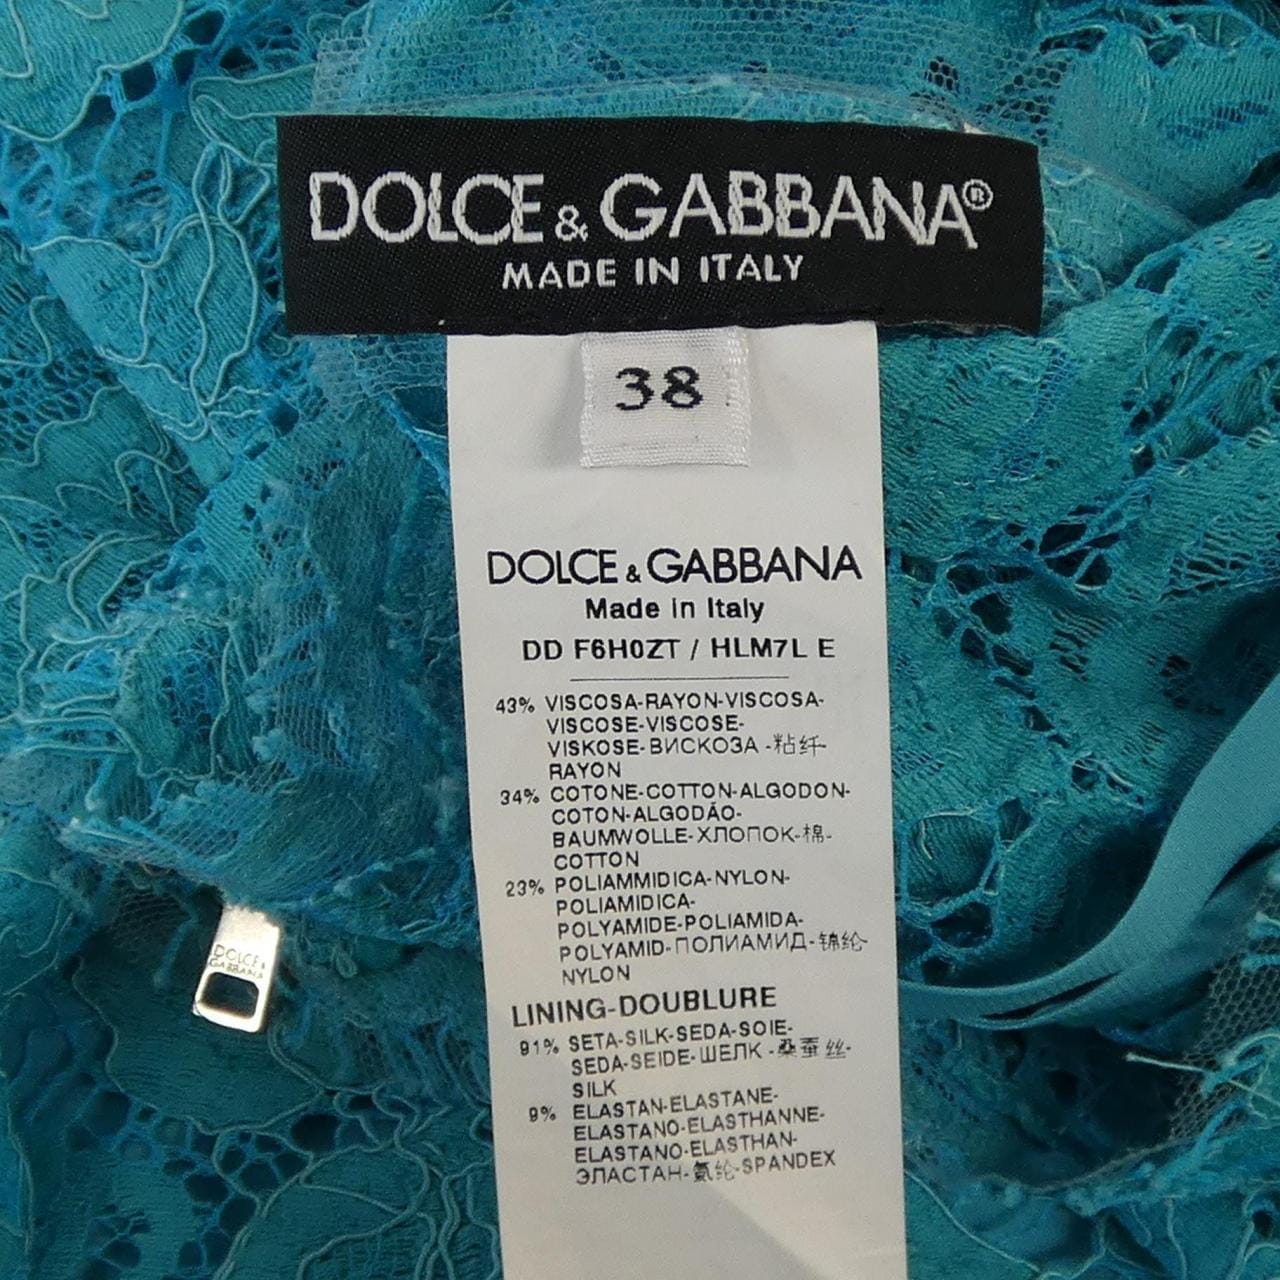 DOLCE & GABBANA®
MADE IN ITALY
38
DOLCE & GABBANA
Made in Italy
DD F6H0ZT / HLM7L E
43% VISCOSA-RAYON-VISCOSA-
VISCOSE-VISCOSE-
VISKOSE-ВИСКОЗА-粘纤-
RAYON
34% COTONE-COTTON-ALGODON-
COTON-ALGODÃO-
BAUMWOLLE-ХЛОПОК-棉-
COTTON
23% POLIAMMIDICA-NYLON-
POLIAMIDICA-
POLYAMIDE-POLIAMIDA-
POLYAMID-ПОЛИАМИД-锦纶-
NYLON
LINING-DOUBLURE
91% SETA-SILK-SEDA-SOIE-
SEDA-SEIDE-ШЕЛК-桑蚕丝-
SILK
9% ELASTAN-ELASTANE-
ELASTANO-ELASTHANNE-
ELASTANO-ELASTHAN-
ЭЛАСТАН-氨纶-SPANDEX
DOLCE &
GABBANA